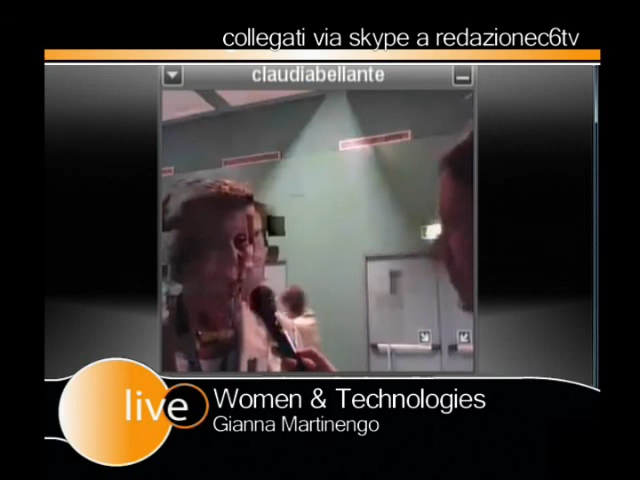 collegati via skype a redazionec6tv
claudiabellante
live
Women & Technologies
Gianna Martinengo